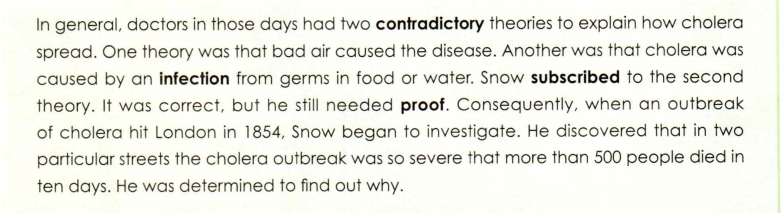 In general, doctors in those days had two contradictory theories to explain how cholera
spread. One theory was that bad air caused the disease. Another was that cholera was
caused by an infection from germs in food or water. Snow subscribed to the second
theory. It was correct, but he still needed proof. Consequently, when an outbreak
of cholera hit London in 1854, Snow began to investigate. He discovered that in two
particular streets the cholera outbreak was so severe that more than 500 people died in
ten days. He was determined to find out why.